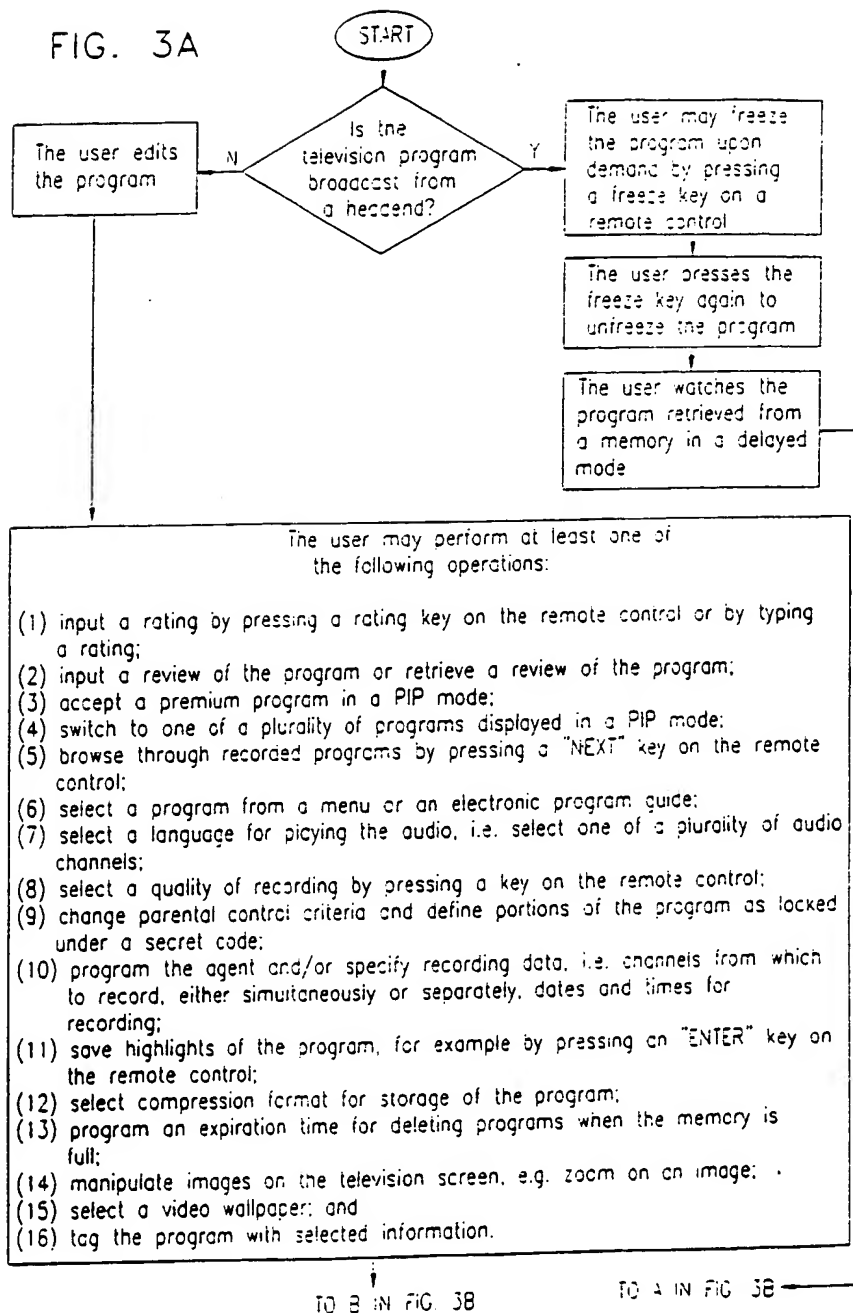 FIG. 3A
START
Is the
television program
broadcast from
a headend?
N
Y
The user edits
the program
The user may freeze
the program upon
demand by pressing
a freeze key on a
remote control
The user presses the
freeze key again to
unfreeze the program
The user watches the
program retrieved from
a memory in a delayed
mode
The user may perform at least one of
the following operations:
(1) input a rating by pressing a rating key on the remote control or by typing
a rating;
(2) input a review of the program or retrieve a review of the program;
(3) accept a premium program in a PIP mode;
(4) switch to one of a plurality of programs displayed in a PIP mode;
(5) browse through recorded programs by pressing a "NEXT" key on the remote
control;
(6) select a program from a menu or an electronic program guide;
(7) select a language for playing the audio, i.e. select one of a plurality of audio
channels;
(8) select a quality of recording by pressing a key on the remote control;
(9) change parental control criteria and define portions of the program as locked
under a secret code;
(10) program the agent and/or specify recording data, i.e. channels from which
to record, either simultaneously or separately, dates and times for
recording;
(11) save highlights of the program, for example by pressing an "ENTER" key on
the remote control;
(12) select compression format for storage of the program;
(13) program an expiration time for deleting programs when the memory is
full;
(14) manipulate images on the television screen, e.g. zoom on an image;
(15) select a video wallpaper; and
(16) tag the program with selected information.
TO B IN FIG. 3B
TO A IN FIG 3B